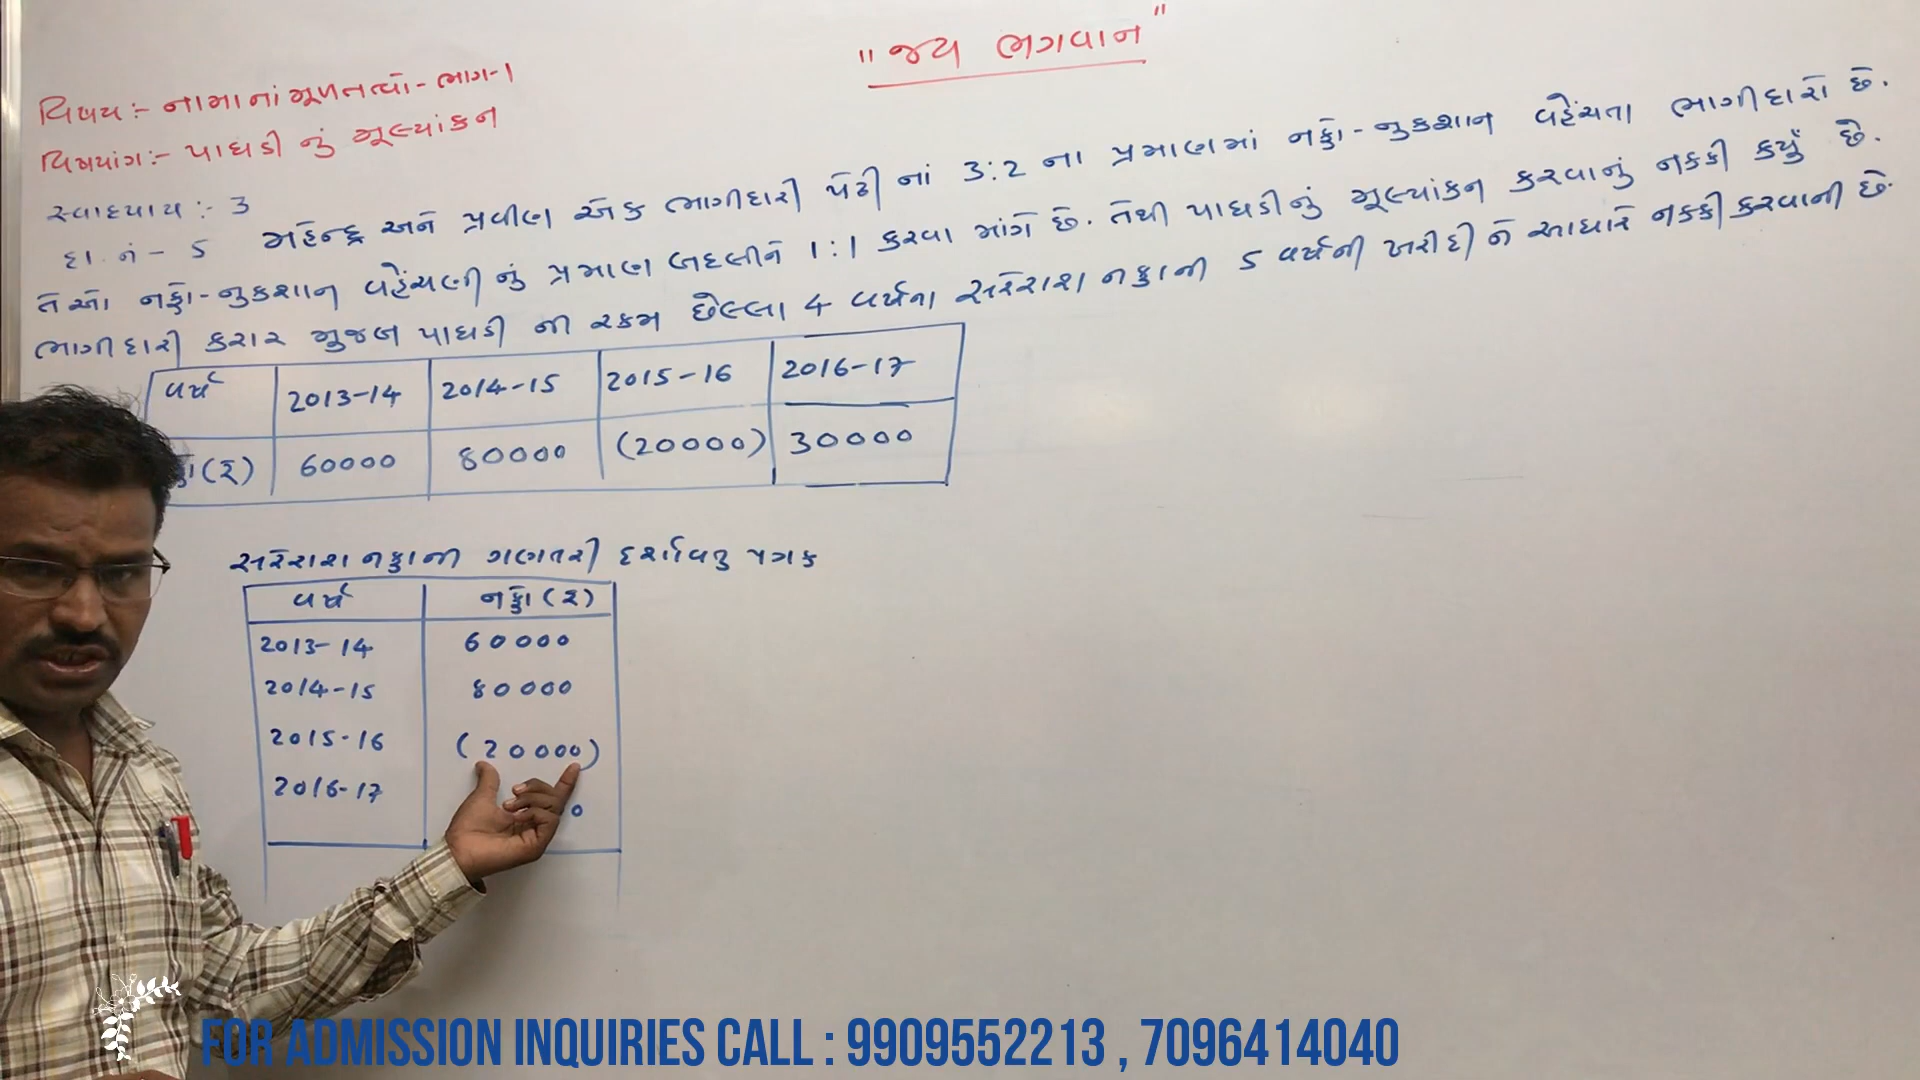 "જય ભગવાન"
વિષય:- નામાનાં મૂળતત્વો - ભાગ-1
વિષયાંગ:- પાઘડી નું મૂલ્યાંકન
સ્વાધ્યાય:- 3
દા. નં - 5 મહેન્દ્ર અને પ્રવીણ એક ભાગીદારી પેઢી નાં 3:2 ના પ્રમાણમાં નફો-નુકશાન વહેંચતા ભાગીદારો છે.
તેઓ નફો-નુકશાન વહેંચણી નું પ્રમાણ બદલીને 1:1 કરવા માંગે છે. તેથી પાઘડીનું મૂલ્યાંકન કરવાનું નક્કી કર્યું છે.
ભાગીદારી કરાર મુજબ પાઘડી ની રકમ છેલ્લા 4 વર્ષના સરેરાશ નફાની 5 વર્ષની ખરીદી ને આધારે નક્કી કરવાની છે.
વર્ષ 2013-14 2014-15 2015-16 2016-17
(રૂ) 60000 80000 (20000) 30000
સરેરાશ નફાની ગણતરી દર્શાવતુ પત્રક
વર્ષ નફો (રૂ)
2013-14 60000
2014-15 80000
2015-16 (20000)
2016-17 0
FOR ADMISSION INQUIRIES CALL : 9909552213 , 7096414040